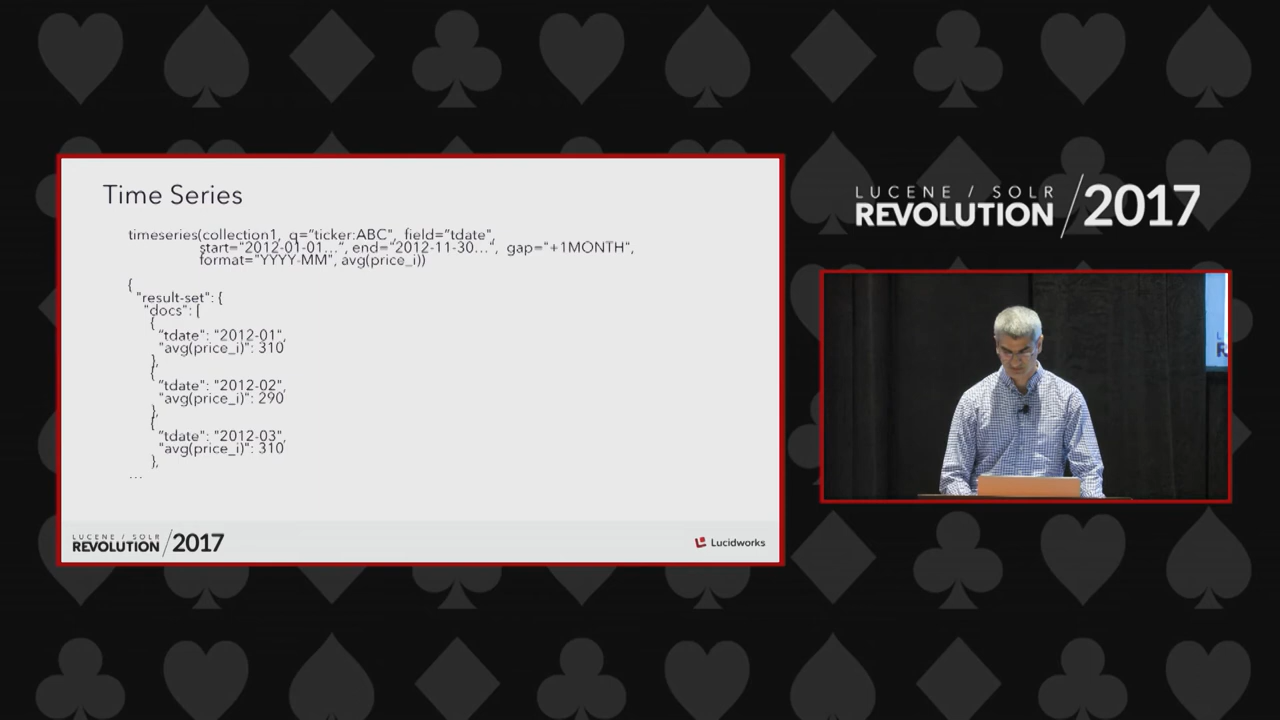 Time Series
timeseries(collection1, q="ticker:ABC", field="tdate",
start="2012-01-01...", end="2012-11-30...", gap="+1MONTH",
format="YYYY-MM", avg(price_i))
{
"result-set": {
"docs": [
{
"tdate": "2012-01",
"avg(price_i)": 310
},
{
"tdate": "2012-02",
"avg(price_i)": 290
},
{
"tdate": "2012-03",
"avg(price_i)": 310
},
...
LUCENE / SOLR
REVOLUTION/2017
Lucidworks
LUCENE / SOLR
REVOLUTION/2017